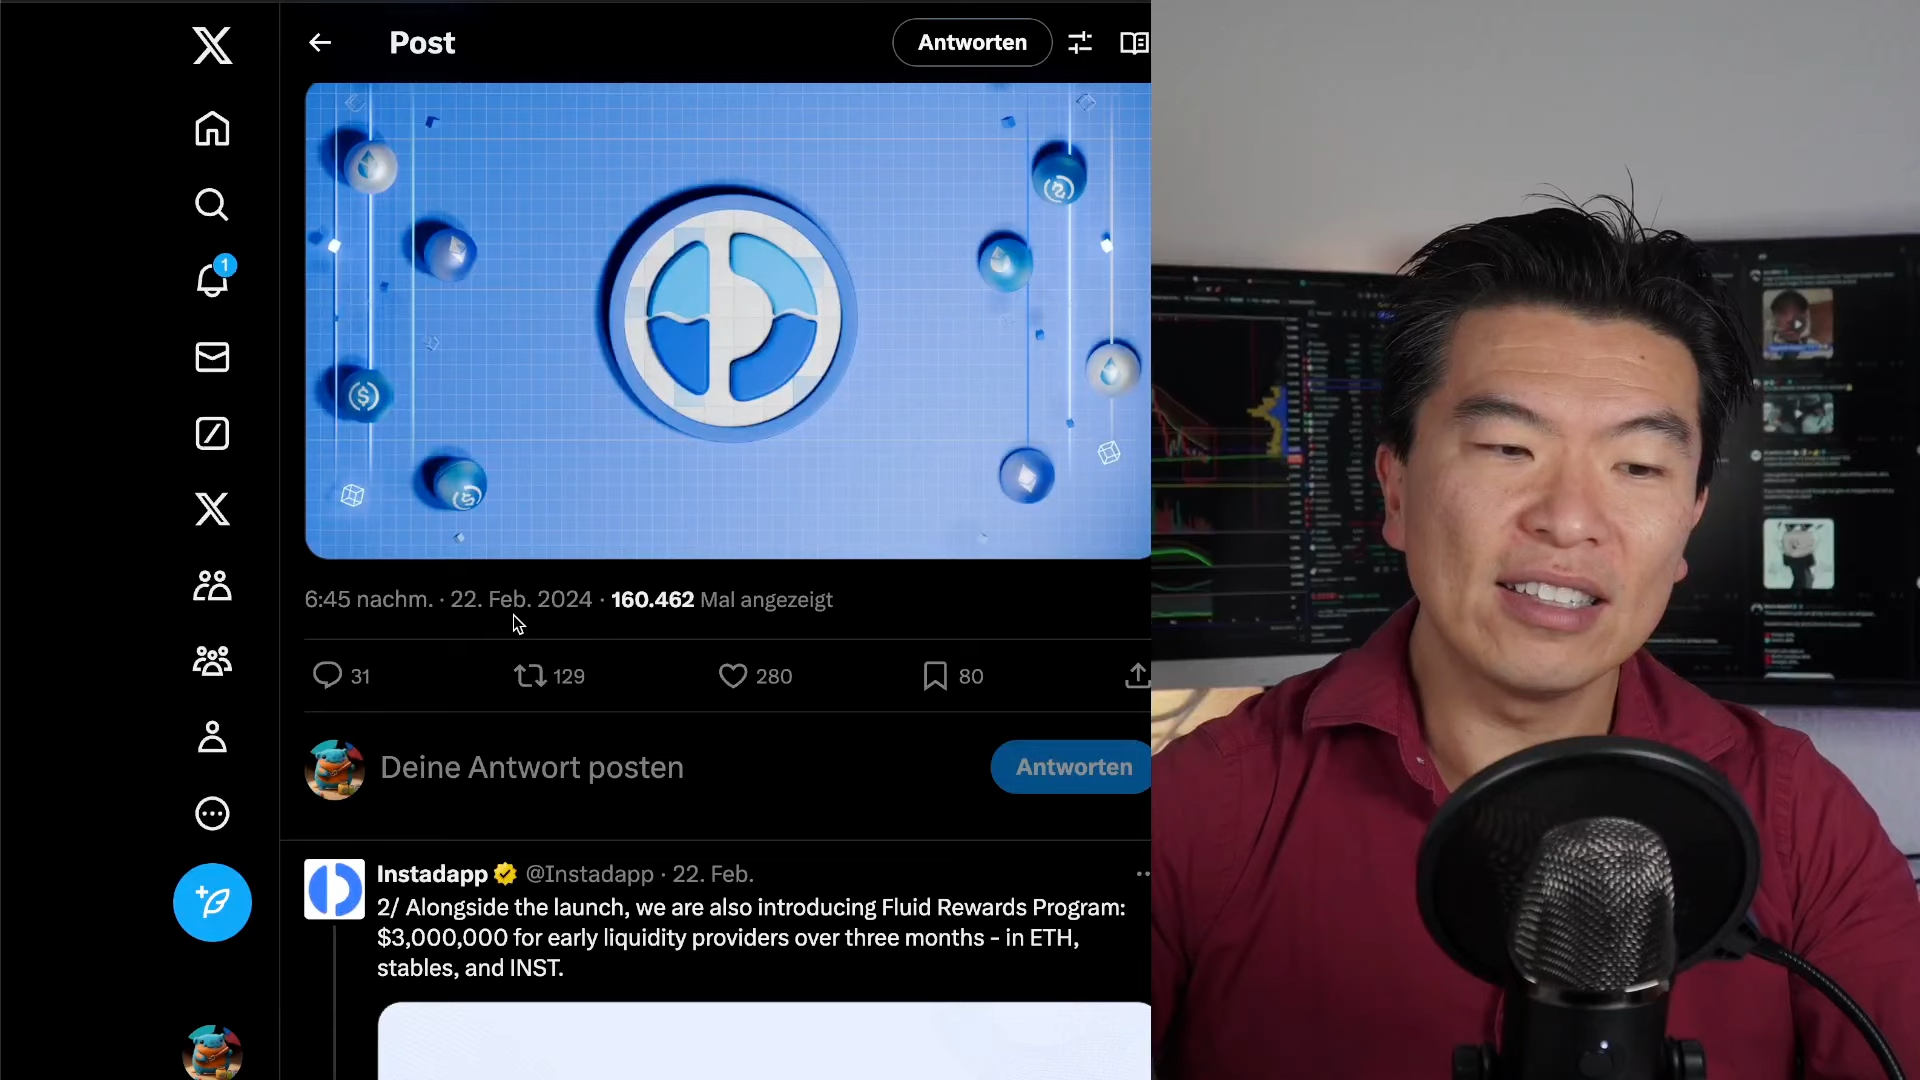 Post
Antworten
1
6:45 nachm. · 22. Feb. 2024 · 160.462 Mal angezeigt
31
129
280
80
Deine Antwort posten
Antworten
Instadapp @Instadapp · 22. Feb.
2/ Alongside the launch, we are also introducing Fluid Rewards Program:
$3,000,000 for early liquidity providers over three months - in ETH,
stables, and INST.